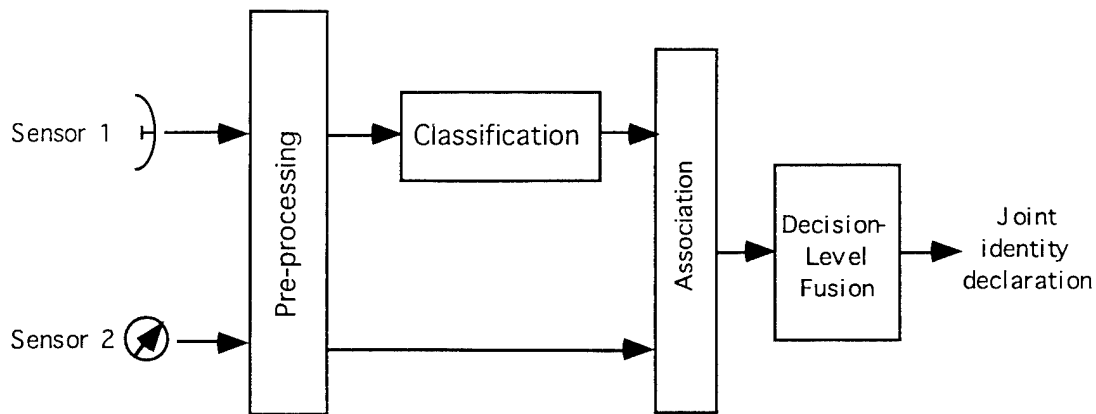 Sensor 1
Sensor 2
Pre-processing
Classification
Association
Decision-
Level
Fusion
Joint
identity
declaration